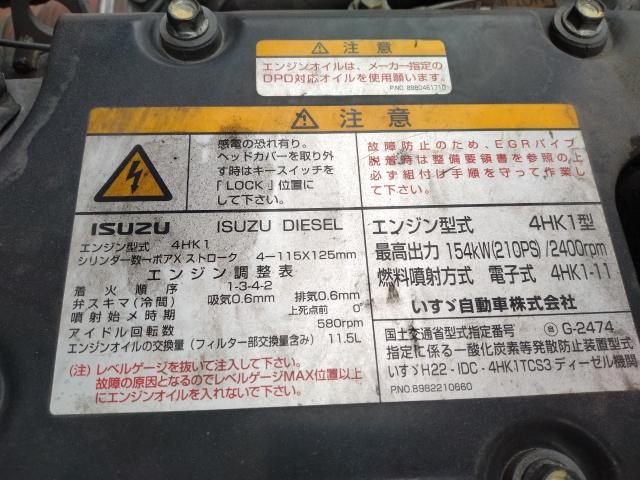 ⚠ 注意
エンジンオイルは、メーカー指定の
DPD対応オイルを使用願います。
P.NO. 8980461710
⚠ 注意
感電の恐れ有り。
ヘッドカバーを取り外
す時はキースイッチを
「LOCK」位置に
して下さい。
故障防止のため、EGRパイプ
脱着時は整備要領書を参照の上
必ず組付け手順を守って作業し
て下さい。
ISUZU ISUZU DIESEL
エンジン型式 4HK1
シリンダー数ーボアXストローク 4-115X125mm
エンジン調整表
着火順序 1-3-4-2
弁スキマ(冷間) 吸気0.6mm 排気0.6mm
噴射始メ時期 上死点前 0°
アイドル回転数 580rpm
エンジンオイルの交換量(フィルター部交換量含み) 11.5L
(注)レベルゲージを抜いて注入して下さい。
故障の原因となるのでレベルゲージMAX位置以上
にエンジンオイルを入れないで下さい。
エンジン型式 4HK1型
最高出力 154kW(210PS)/2400rpm
燃料噴射方式 電子式 4HK1-11
いすゞ自動車株式会社
国土交通省型式指定番号 G-2474
指定に係る一酸化炭素等発散防止装置型式
いすゞH22-IDC-4HK1TCS3ディーゼル機関
P.NO.8982210660